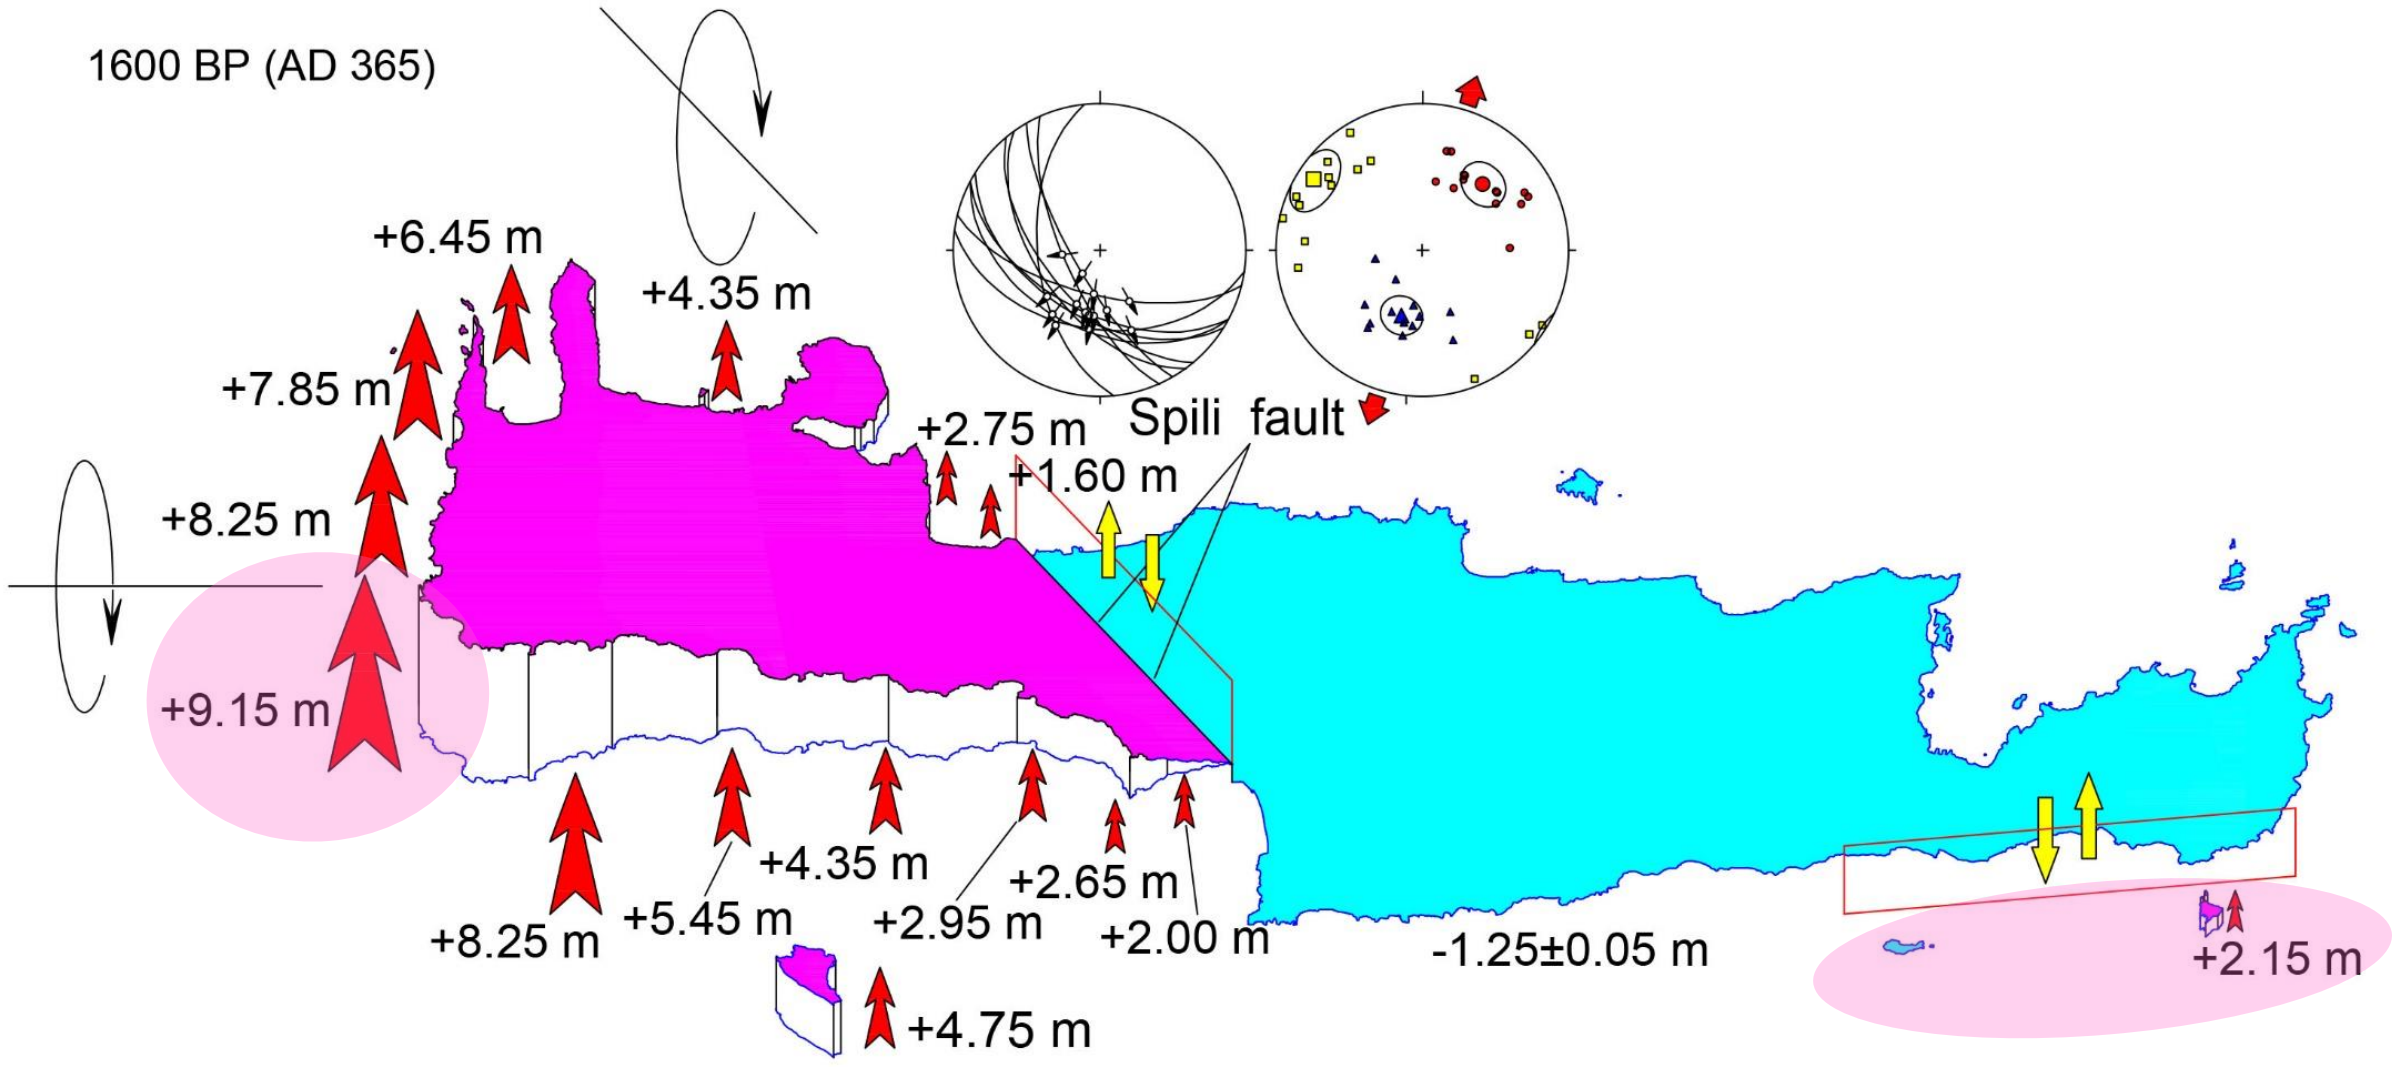 1600 BP (AD 365)
+6.45 m
+4.35 m
+7.85 m
+2.75 m
Spili fault
+1.60 m
+8.25 m
+9.15 m
+4.35 m
+2.65 m
+5.45 m
+2.95 m
+2.00 m
+8.25 m
-1.25±0.05 m
+2.15 m
+4.75 m